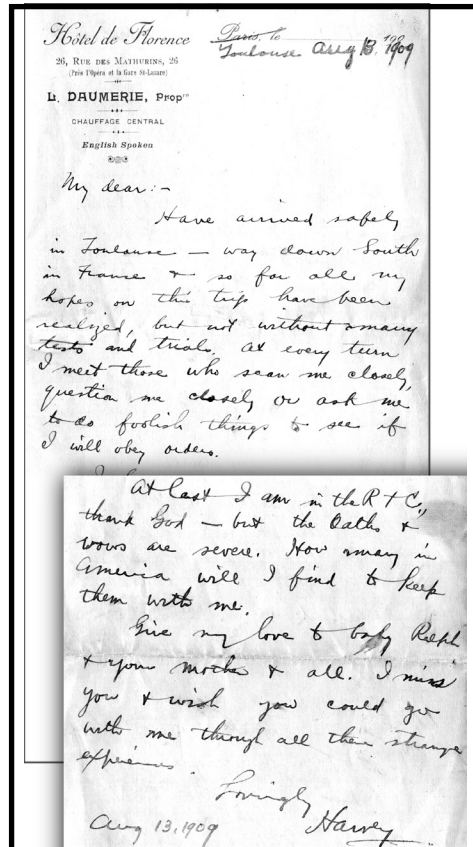 Hôtel de Florence
26, RUE DES MATHURINS, 26
(Près l'Opéra et la Gare St-Lazare)
L. DAUMERIE, Propre
CHAUFFAGE CENTRAL
English Spoken
Paris, le 190
Toulouse Aug 13, 1909
My dear:-
Have arrived safely
in Toulouse — way down South
in France & so far all my
hopes on this trip have been
realized, but not without many
tests and trials. At every turn
I meet those who scan me closely,
question me closely or ask me
to do foolish things to see if
I will obey orders.
At last I am in the R + C.,
thank God — but the Oaths &
vows are severe. How many in
America will I find to keep
them with me.
Give my love to baby Ralph
& your mother & all. I miss
you & wish you could go
with me through all these strange
experiences.
Lovingly
Harvey
Aug 13, 1909